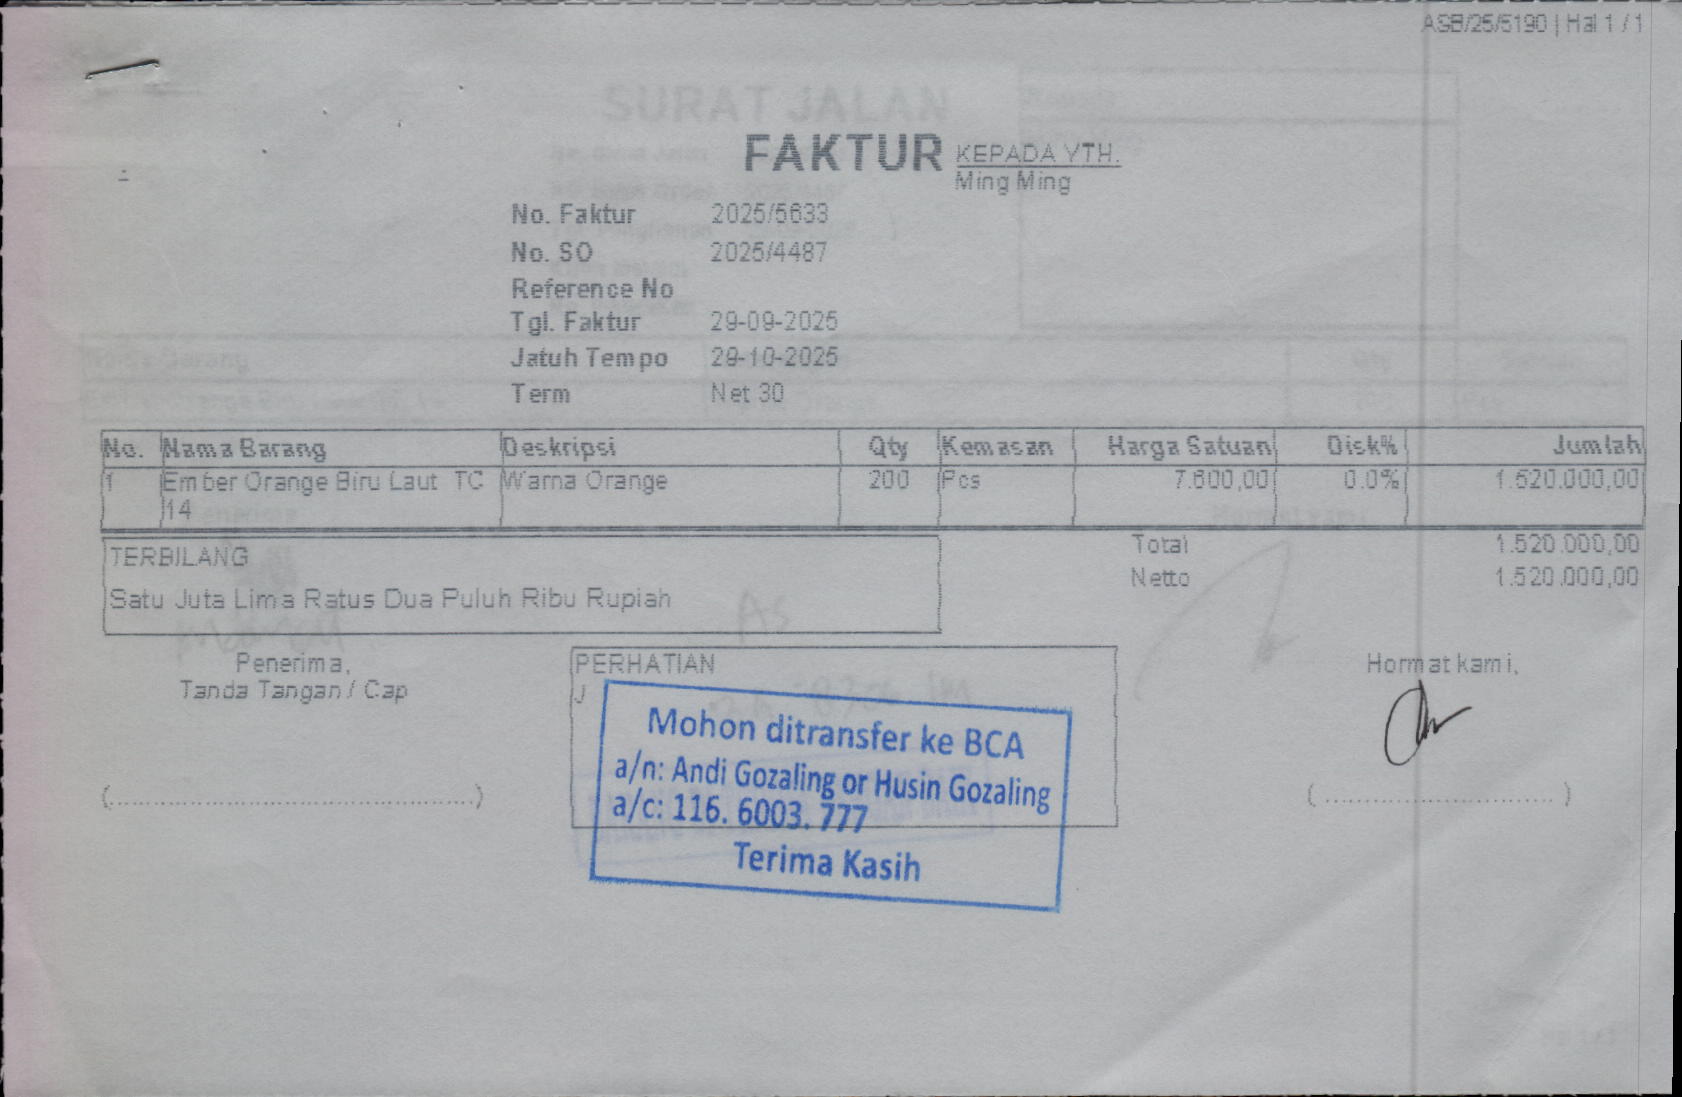 ASB/25/5190 | Hal 1 / 1
SURAT JALAN
FAKTUR
KEPADA YTH.
Ming Ming
No. Faktur 2025/5633
No. SO 2025/4487
Reference No
Tgl. Faktur 29-09-2025
Jatuh Tempo 29-10-2025
Term Net 30
No. Nama Barang Deskripsi Qty Kemasan Harga Satuan Disk% Jumlah
1 Ember Orange Biru Laut TC Warna Orange 200 Pcs 7.600,00 0.0% 1.520.000,00
14
Total 1.520.000,00
Netto 1.520.000,00
TERBILANG
Satu Juta Lima Ratus Dua Puluh Ribu Rupiah
Penerima,
Tanda Tangan / Cap
PERHATIAN
J
Mohon ditransfer ke BCA
a/n: Andi Gozaling or Husin Gozaling
a/c: 116. 6003. 777
Terima Kasih
Hormat kami,
(..................................................)
(................................)